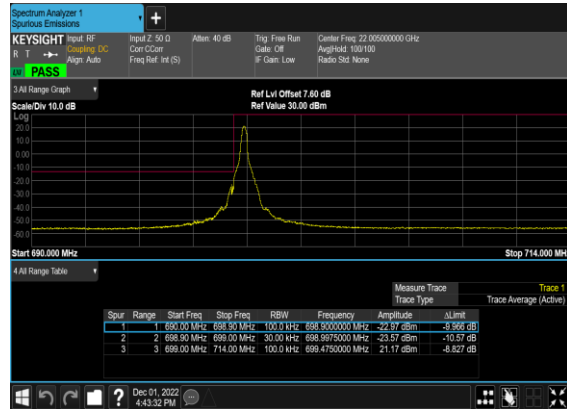 Spectrum Analyzer 1
Spurious Emissions
KEYSIGHT Input: RF Input Z: 50 Ω Atten: 40 dB Trig: Free Run Center Freq: 22.005000000 GHz
R T Coupling: DC Corr CCorr Gate: Off Avg|Hold: 100/100
Align: Auto Freq Ref: Int (S) IF Gain: Low Radio Std: None
PASS
3 All Range Graph
Ref Lvl Offset 7.60 dB
Scale/Div 10.0 dB Ref Value 30.00 dBm
Log
20.0
10.0
0.00
-10.0
-20.0
-30.0
-40.0
-50.0
-60.0
Start 690.000 MHz Stop 714.000 MH
4 All Range Table
Measure Trace Trace 1
Trace Type Trace Average (Active)
Spur Range Start Freq Stop Freq RBW Frequency Amplitude ΔLimit
1 1 690.00 MHz 698.90 MHz 100.0 kHz 698.9000000 MHz -22.97 dBm -9.966 dB
2 2 698.90 MHz 699.00 MHz 30.00 kHz 698.9975000 MHz -23.57 dBm -10.57 dB
3 3 699.00 MHz 714.00 MHz 100.0 kHz 699.4750000 MHz 21.17 dBm -8.827 dB
? Dec 01, 2022
4:43:32 PM